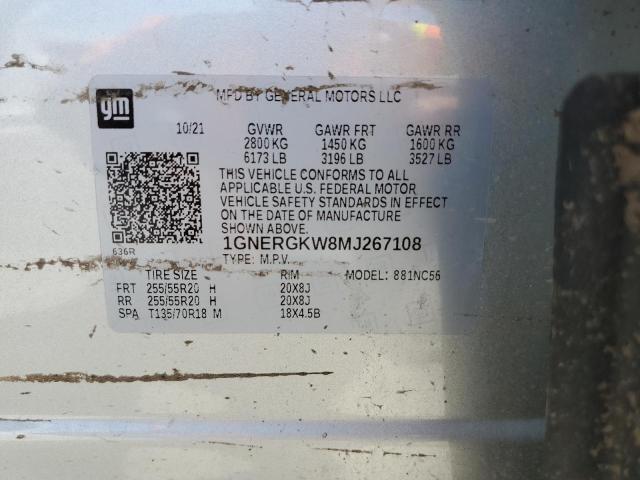 gm
MFD BY GENERAL MOTORS LLC
10/21 GVWR GAWR FRT GAWR RR
2800 KG 1450 KG 1600 KG
6173 LB 3196 LB 3527 LB
THIS VEHICLE CONFORMS TO ALL
APPLICABLE U.S. FEDERAL MOTOR
VEHICLE SAFETY STANDARDS IN EFFECT
ON THE DATE OF MANUFACTURE
SHOWN ABOVE.
636R
1GNERGKW8MJ267108
TYPE: M.P.V. MODEL: 881NC56
TIRE SIZE RIM
FRT 255/55R20 H 20X8J
RR 255/55R20 H 20X8J
SPA T135/70R18 M 18X4.5B